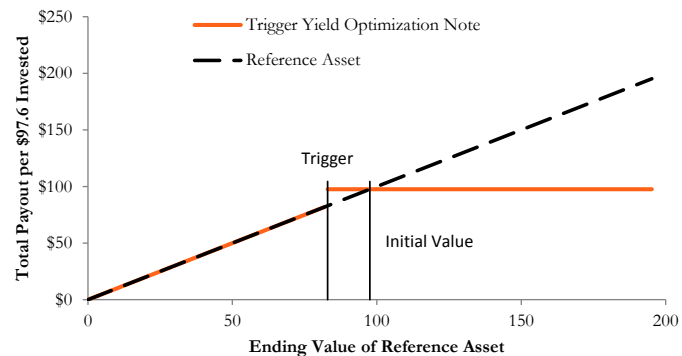 $250
$200
$150
$100
$50
$0
Total Payout per $97.6 Invested
Trigger Yield Optimization Note
Reference Asset
Trigger
Initial Value
0
50
100
150
200
Ending Value of Reference Asset